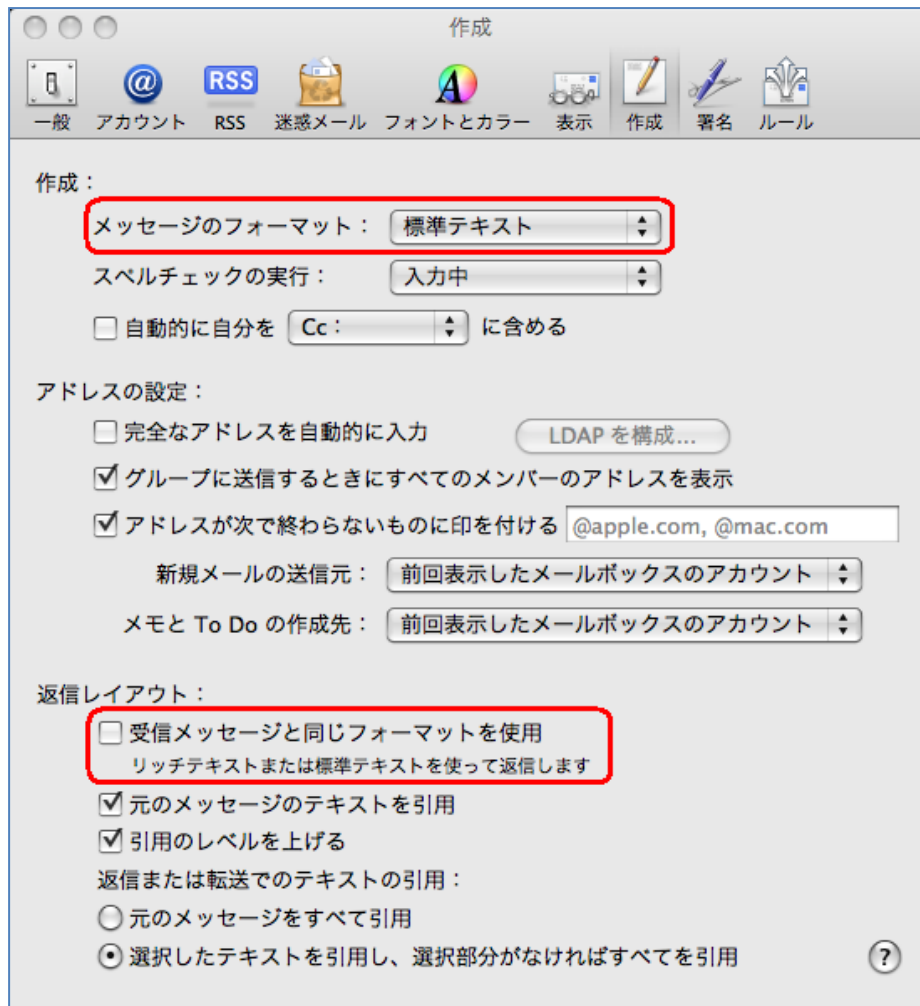 作成
RSS
一般 アカウント RSS 迷惑メール フォントとカラー 表示 作成 署名 ルール
作成：
メッセージのフォーマット： 標準テキスト
スペルチェックの実行： 入力中
自動的に自分を Cc： に含める
アドレスの設定：
完全なアドレスを自動的に入力 LDAP を構成...
グループに送信するときにすべてのメンバーのアドレスを表示
アドレスが次で終わらないものに印を付ける @apple.com, @mac.com
新規メールの送信元： 前回表示したメールボックスのアカウント
メモと To Do の作成先： 前回表示したメールボックスのアカウント
返信レイアウト：
受信メッセージと同じフォーマットを使用
リッチテキストまたは標準テキストを使って返信します
元のメッセージのテキストを引用
引用のレベルを上げる
返信または転送でのテキストの引用：
元のメッセージをすべて引用
選択したテキストを引用し、選択部分がなければすべてを引用 ?